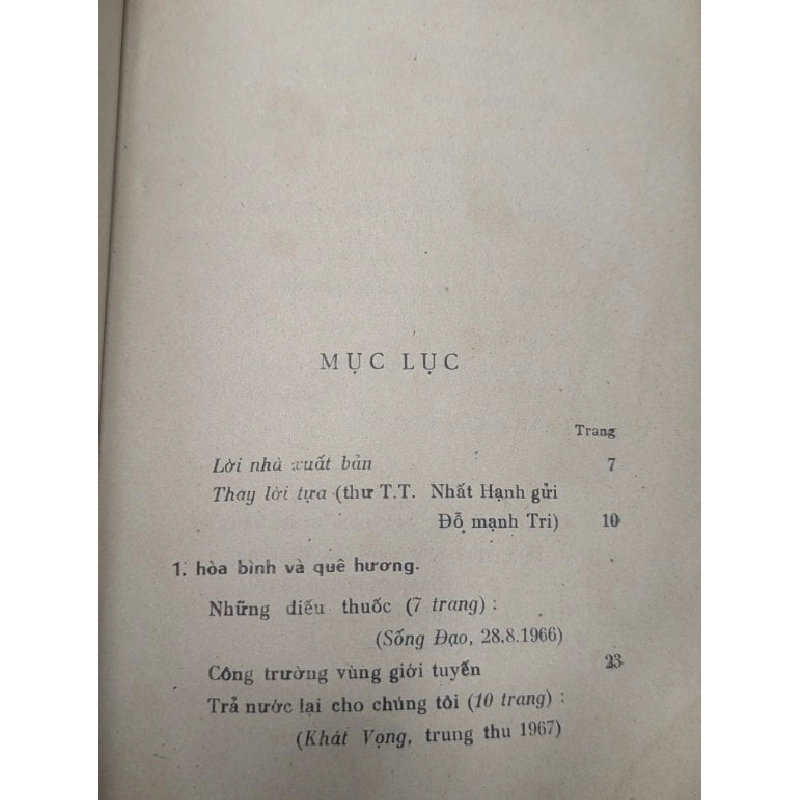 MỤC LỤC
Trang
Lời nhà xuất bản 7
Thay lời tựa (thư T.T. Nhất Hạnh gửi
Đỗ mạnh Tri) 10
1. hòa bình và quê hương.
Những điếu thuốc (7 trang) :
(Sống Đạo, 28.8.1966)
Công trường vùng giới tuyến 23
Trả nước lại cho chúng tôi (10 trang) :
(Khát Vọng, trung thu 1967)